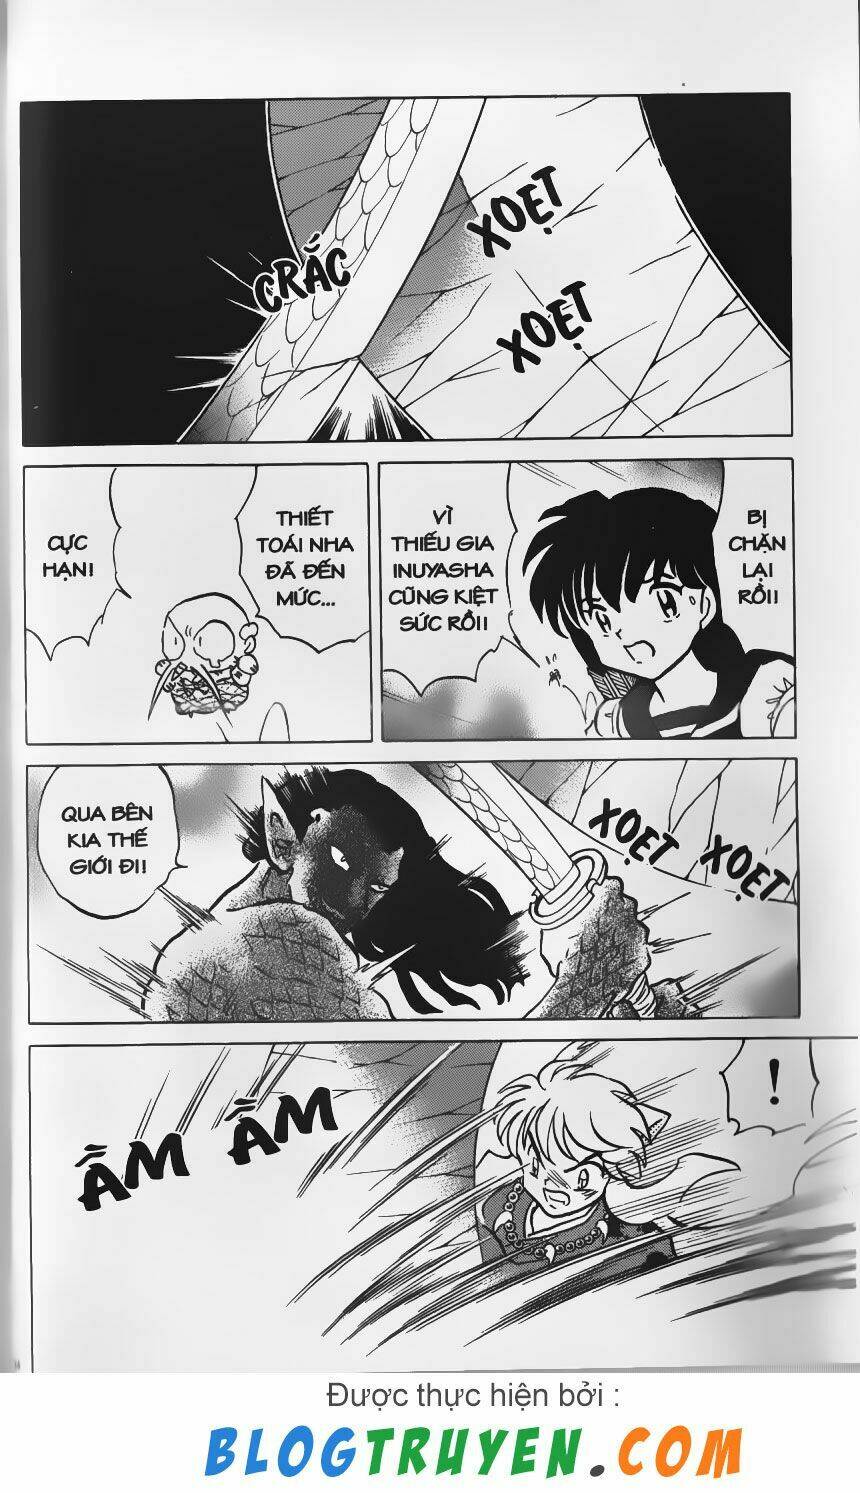 CRẮC
XOẸT
XOẸT
BỊ
CHẶN
LẠI
RỒI!
VÌ
THIẾU GIA
INUYASHA
CŨNG KIỆT
SỨC RỒI!
THIẾT
TOÁI NHA
ĐÃ ĐẾN
MỨC...
CỰC
HẠN!
QUA BÊN
KIA THẾ
GIỚI ĐI!
XOẸT XOẸT
!
ẦM ẦM
Được thực hiện bởi :
BLOGTRUYEN.COM